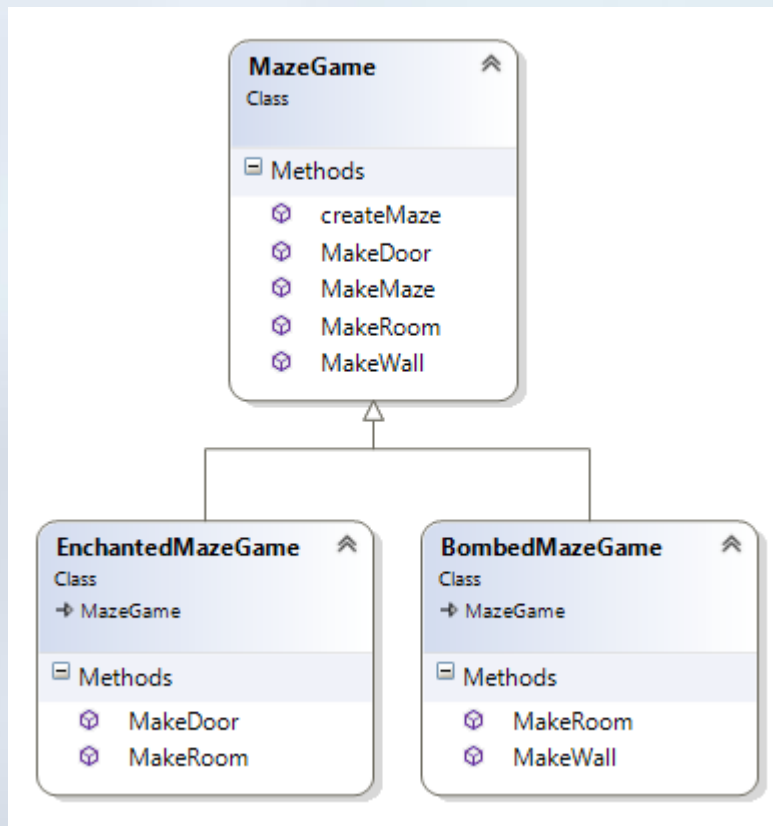 MazeGame
Class
Methods
createMaze
MakeDoor
MakeMaze
MakeRoom
MakeWall
EnchantedMazeGame
Class
MazeGame
Methods
MakeDoor
MakeRoom
BombedMazeGame
Class
MazeGame
Methods
MakeRoom
MakeWall